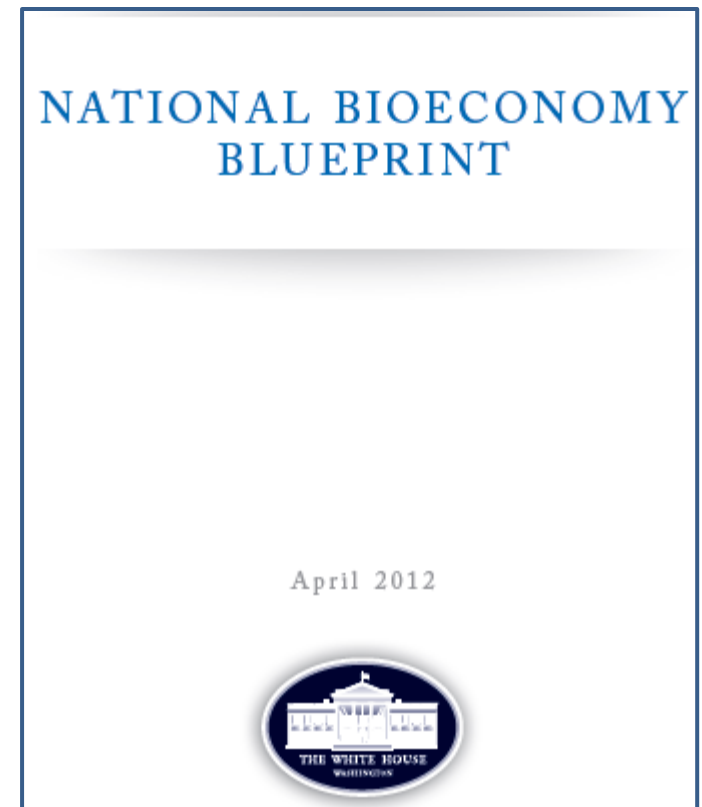 NATIONAL BIOECONOMY
BLUEPRINT
April 2012
THE WHITE HOUSE
WASHINGTON